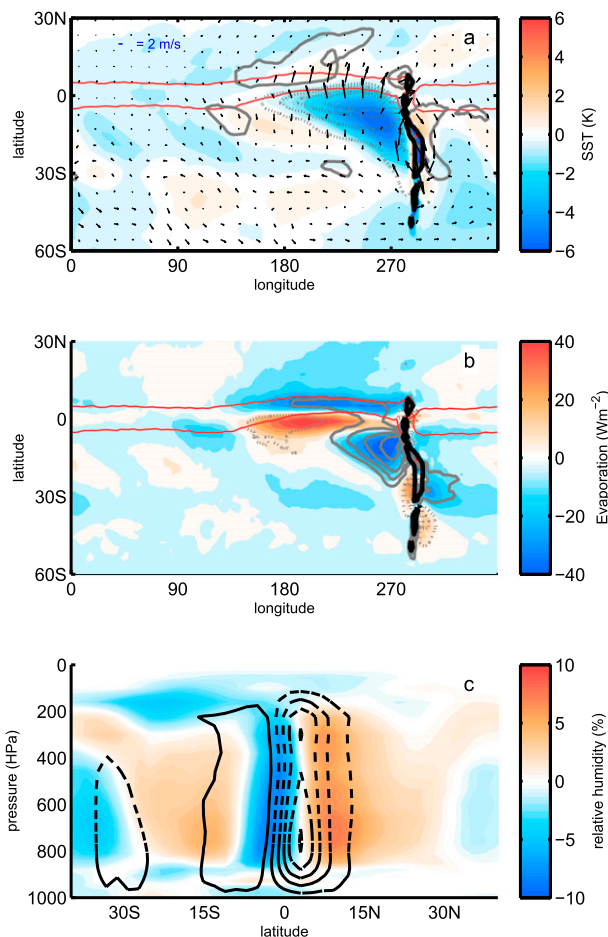 30N
0
30S
60S
latitude
- = 2 m/s
a
0 90 180 270
longitude
6
4
2
0
−2
−4
−6
SST (K)
30N
0
30S
60S
latitude
b
0 90 180 270
longitude
40
20
0
−20
−40
Evaporation (Wm−2)
0
200
400
600
800
1000
pressure (HPa)
c
30S 15S 0 15N 30N
latitude
10
5
0
−5
−10
relative humidity (%)